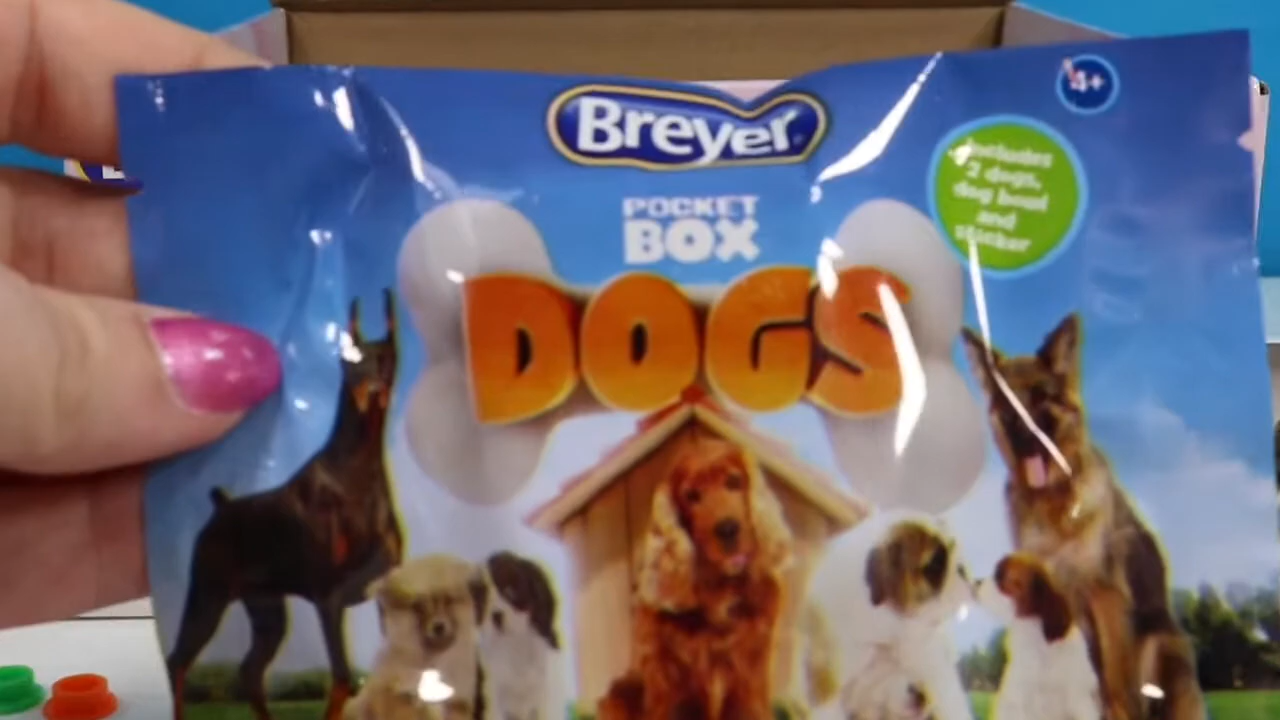 Breyer
4+
includes
2 dogs,
dog bowl
and
sticker
POCKET
BOX
DOGS